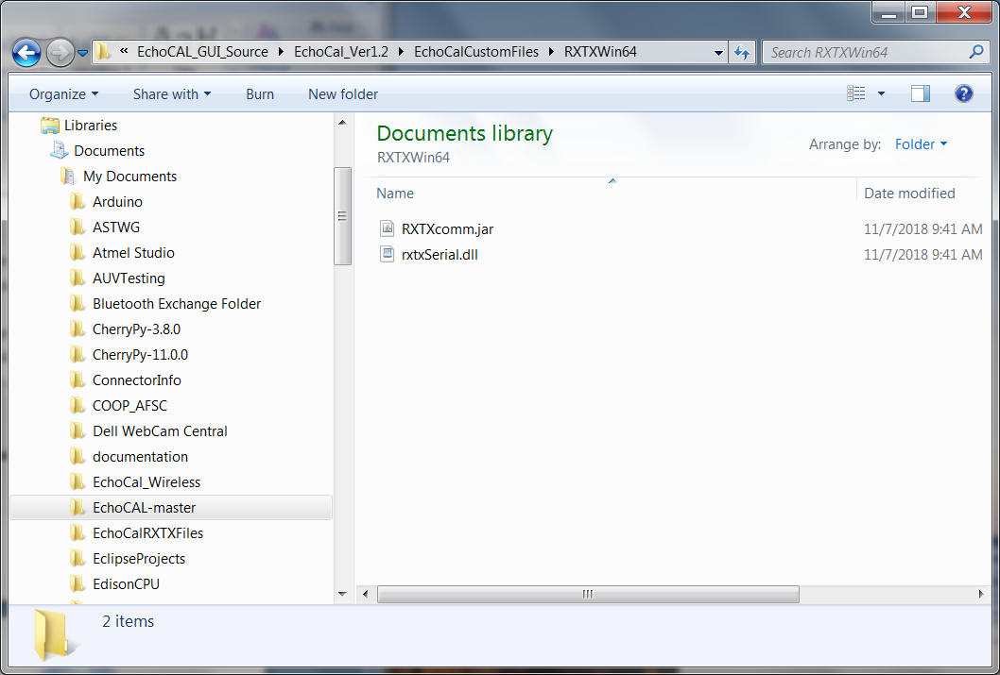 « EchoCAL_GUI_Source EchoCal_Ver1.2 EchoCalCustomFiles RXTXWin64 Search RXTXWin64
Organize Share with Burn New folder
Libraries
Documents
My Documents
Arduino
ASTWG
Atmel Studio
AUVTesting
Bluetooth Exchange Folder
CherryPy-3.8.0
CherryPy-11.0.0
ConnectorInfo
COOP_AFSC
Dell WebCam Central
documentation
EchoCal_Wireless
EchoCAL-master
EchoCalRXTXFiles
EclipseProjects
EdisonCPU
Documents library
RXTXWin64
Arrange by: Folder
Name Date modified
RXTXcomm.jar 11/7/2018 9:41 AM
rxtxSerial.dll 11/7/2018 9:41 AM
2 items